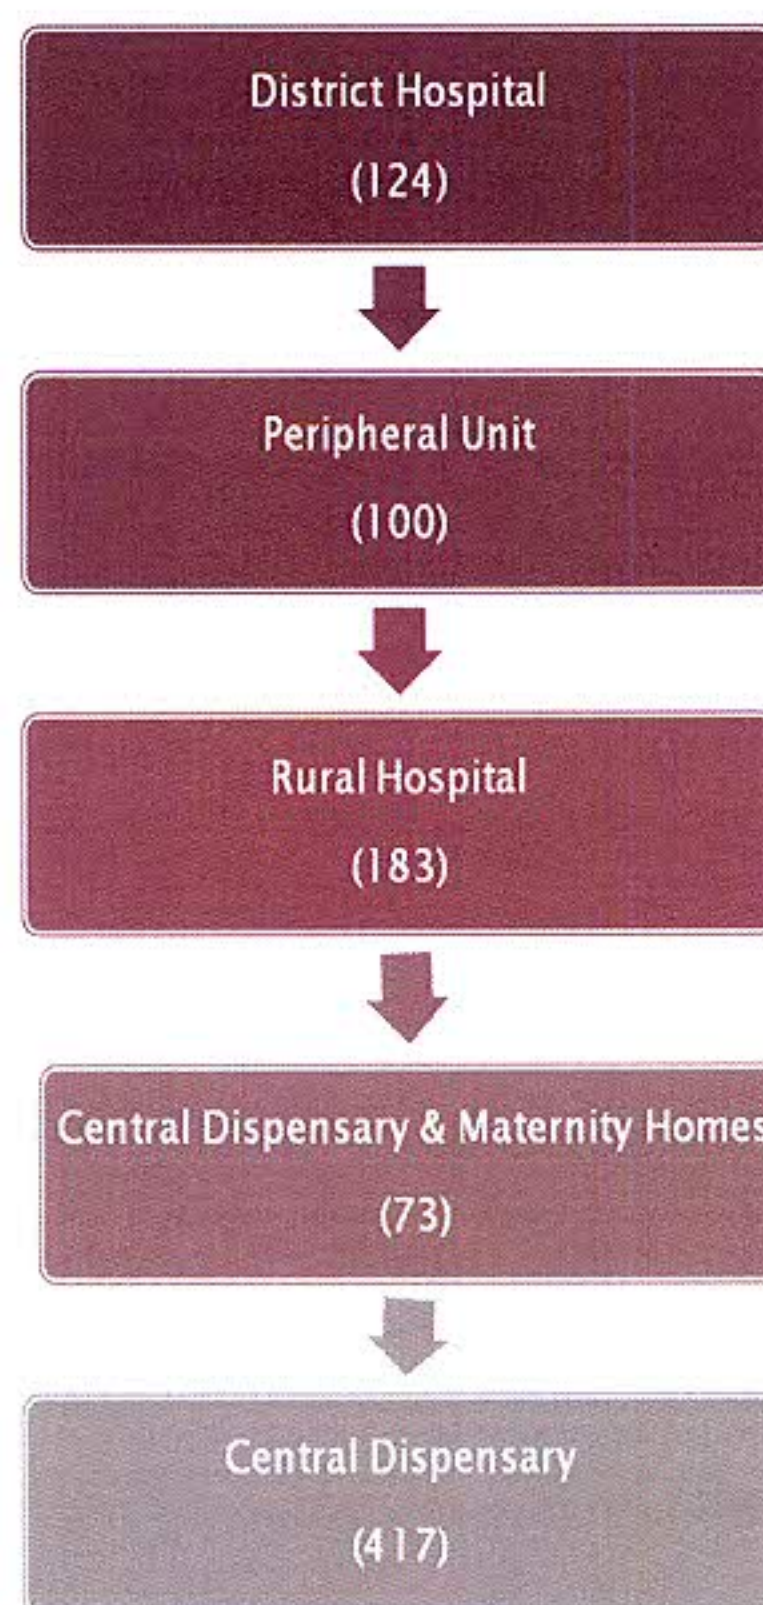 District Hospital
(124)
Peripheral Unit
(100)
Rural Hospital
(183)
Central Dispensary & Maternity Homes
(73)
Central Dispensary
(417)